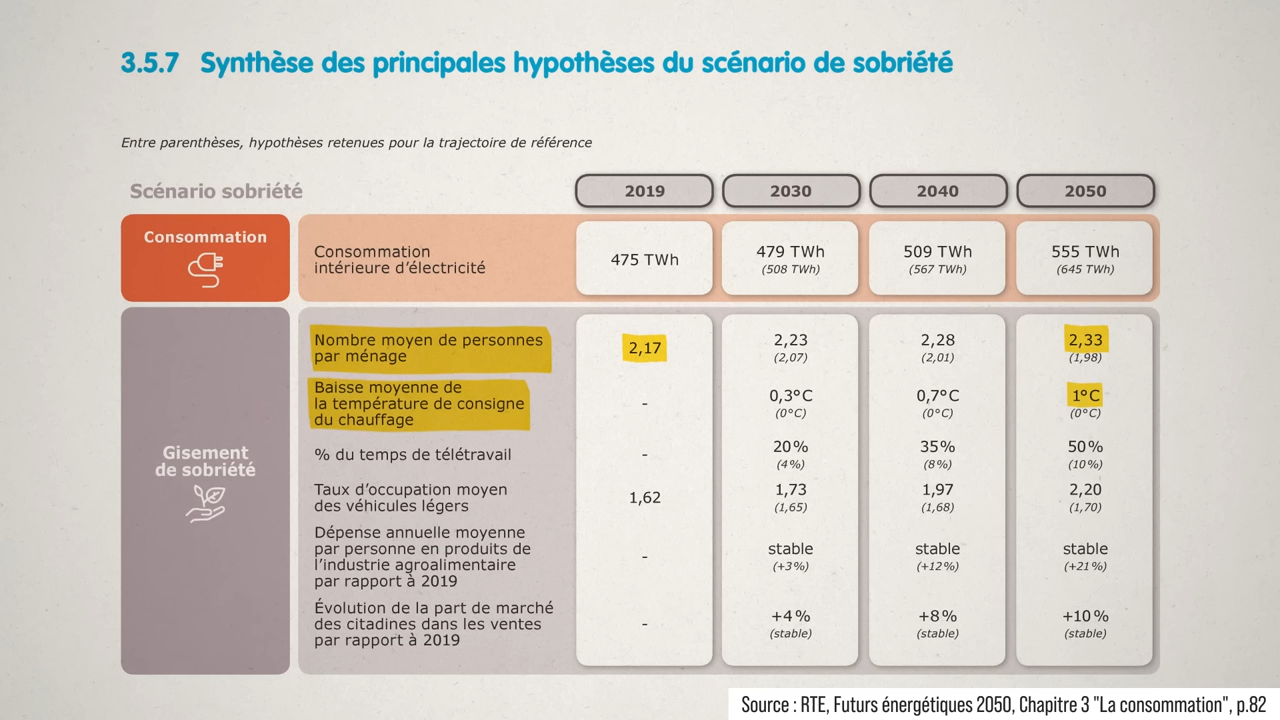 3.5.7 Synthèse des principales hypothèses du scénario de sobriété
Entre parenthèses, hypothèses retenues pour la trajectoire de référence
Scénario sobriété
2019
2030
2040
2050
Consommation
Consommation
intérieure d'électricité
475 TWh
479 TWh
(508 TWh)
509 TWh
(567 TWh)
555 TWh
(645 TWh)
Gisement
de sobriété
Nombre moyen de personnes
par ménage
2,17
2,23
(2,07)
2,28
(2,01)
2,33
(1,98)
Baisse moyenne de
la température de consigne
du chauffage
-
0,3°C
(0°C)
0,7°C
(0°C)
1°C
(0°C)
% du temps de télétravail
-
20%
(4%)
35%
(8%)
50%
(10%)
Taux d'occupation moyen
des véhicules légers
1,62
1,73
(1,65)
1,97
(1,68)
2,20
(1,70)
Dépense annuelle moyenne
par personne en produits de
l'industrie agroalimentaire
par rapport à 2019
-
stable
(+3%)
stable
(+12%)
stable
(+21%)
Évolution de la part de marché
des citadines dans les ventes
par rapport à 2019
-
+4%
(stable)
+8%
(stable)
+10%
(stable)
Source : RTE, Futurs énergétiques 2050, Chapitre 3 "La consommation", p.82